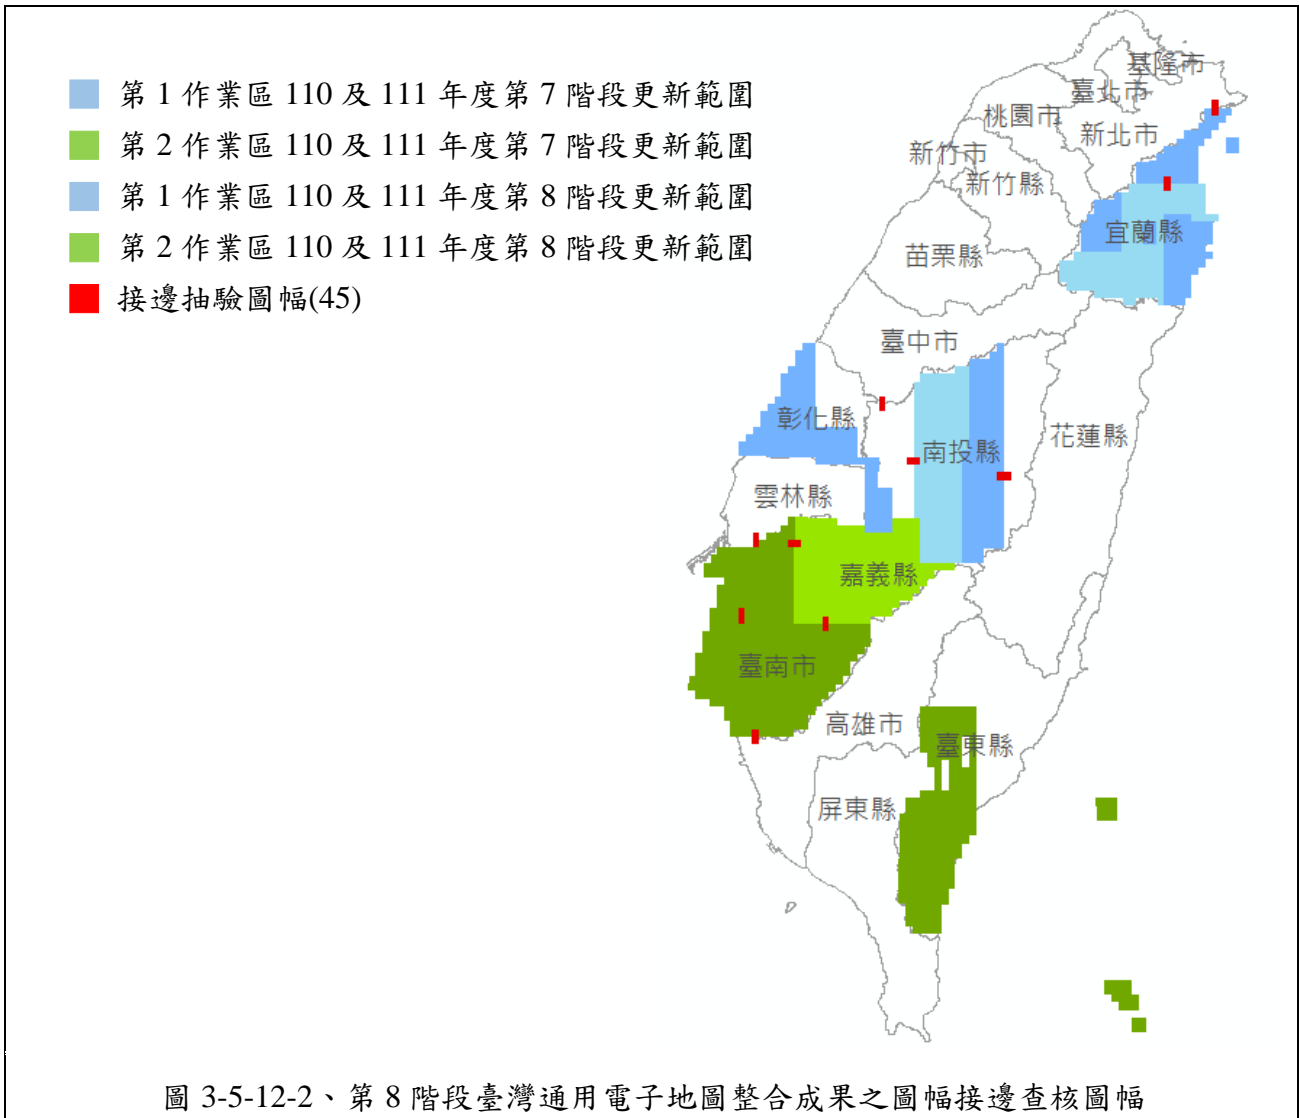 第 1 作業區 110 及 111 年度第 7 階段更新範圍
第 2 作業區 110 及 111 年度第 7 階段更新範圍
第 1 作業區 110 及 111 年度第 8 階段更新範圍
第 2 作業區 110 及 111 年度第 8 階段更新範圍
接邊抽驗圖幅(45)
基隆市
臺北市
桃園市
新北市
新竹市
新竹縣
宜蘭縣
苗栗縣
臺中市
彰化縣
花蓮縣
南投縣
雲林縣
嘉義縣
臺南市
高雄市
臺東縣
屏東縣
圖 3-5-12-2、第 8 階段臺灣通用電子地圖整合成果之圖幅接邊查核圖幅